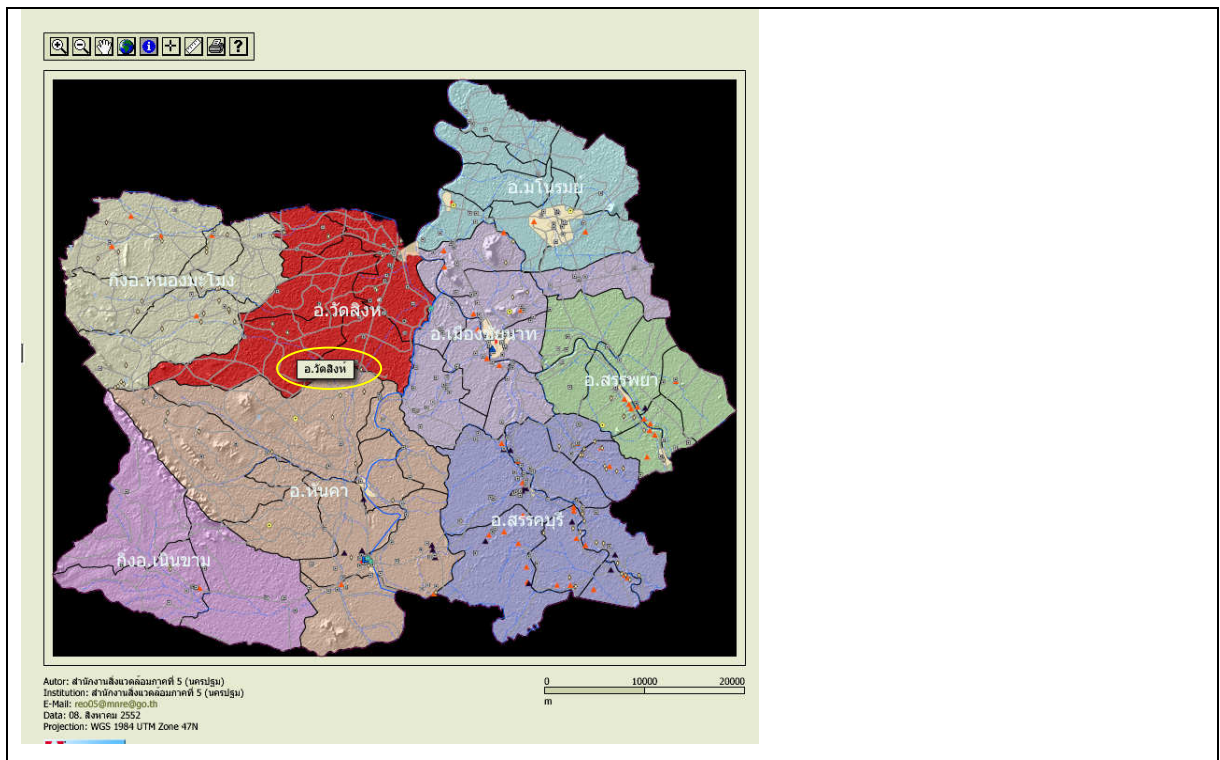 ?
อ.มโนรมย์
กิ่งอ.หนองมะโมง
อ.วัดสิงห์
อ.เมืองชัยนาท
อ.วัดสิงห์
อ.สรรพยา
อ.หันคา
อ.สรรคบุรี
กิ่งอ.เนินขาม
Autor: สำนักงานสิ่งแวดล้อมภาคที่ 5 (นครปฐม)
Institution: สำนักงานสิ่งแวดล้อมภาคที่ 5 (นครปฐม)
E-Mail: reo05@mnre@go.th
Data: 08. สิงหาคม 2552
Projection: WGS 1984 UTM Zone 47N
0 10000 20000
m